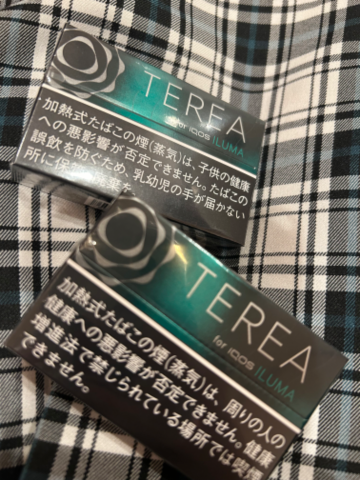 TEREA
for IQOS ILUMA
加熱式たばこの煙(蒸気)は、子供の健康
への悪影響が否定できません。たばこの
誤飲を防ぐため、乳幼児の手が届かない
所に保
TEREA
for IQOS ILUMA
加熱式たばこの煙(蒸気)は、周りの人の
健康への悪影響が否定できません。健康
増進法で禁じられている場所では喫煙
できません。